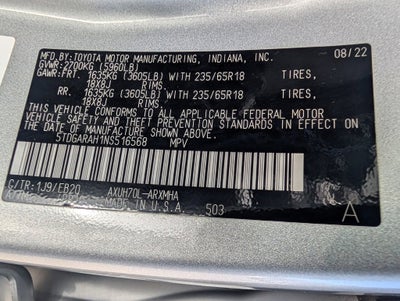 MFD.BY: TOYOTA MOTOR MANUFACTURING, INDIANA, INC. 08/22
GVWR: 2700KG (5960LB)
GAWR:FRT. 1635KG (3605LB) WITH 235/65R18 TIRES,
18X8J RIMS.
RR. 1635KG (3605LB) WITH 235/65R18 TIRES,
18X8J RIMS.
THIS VEHICLE CONFORMS TO ALL APPLICABLE FEDERAL MOTOR
VEHICLE SAFETY AND THEFT PREVENTION STANDARDS IN
EFFECT ON THE DATE OF MANUFACTURE SHOWN ABOVE.
5TDGARAH1NS516568 MPV
C/TR: 1J9/EB20
AXUH70L-ARXMHA
MADE IN U.S.A. 503 A